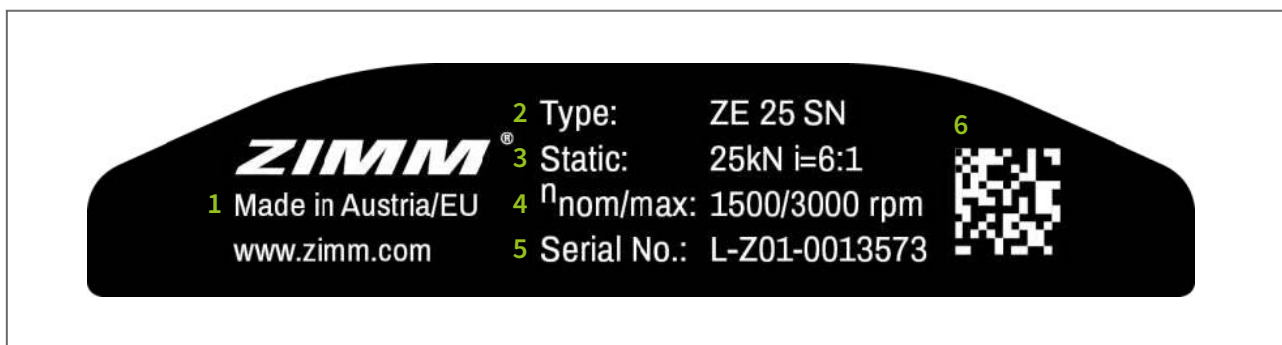 ZIMM®
1 Made in Austria/EU
www.zimm.com
2 Type: ZE 25 SN
3 Static: 25kN i=6:1
4 nnom/max: 1500/3000 rpm
5 Serial No.: L-Z01-0013573
6